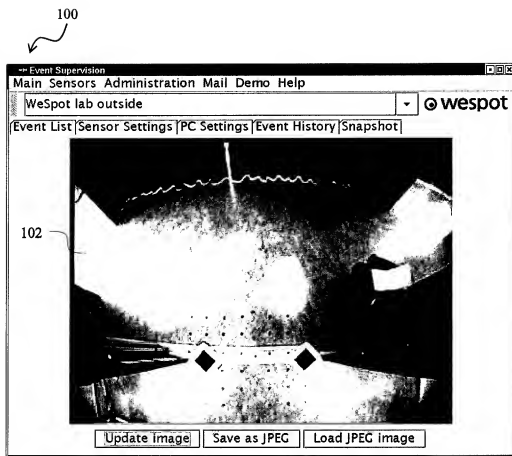 100
Event Supervision
Main Sensors Administration Mail Demo Help
WeSpot lab outside
wespot
Event List Sensor Settings PC Settings Event History Snapshot
102
Update image Save as JPEG Load JPEG image